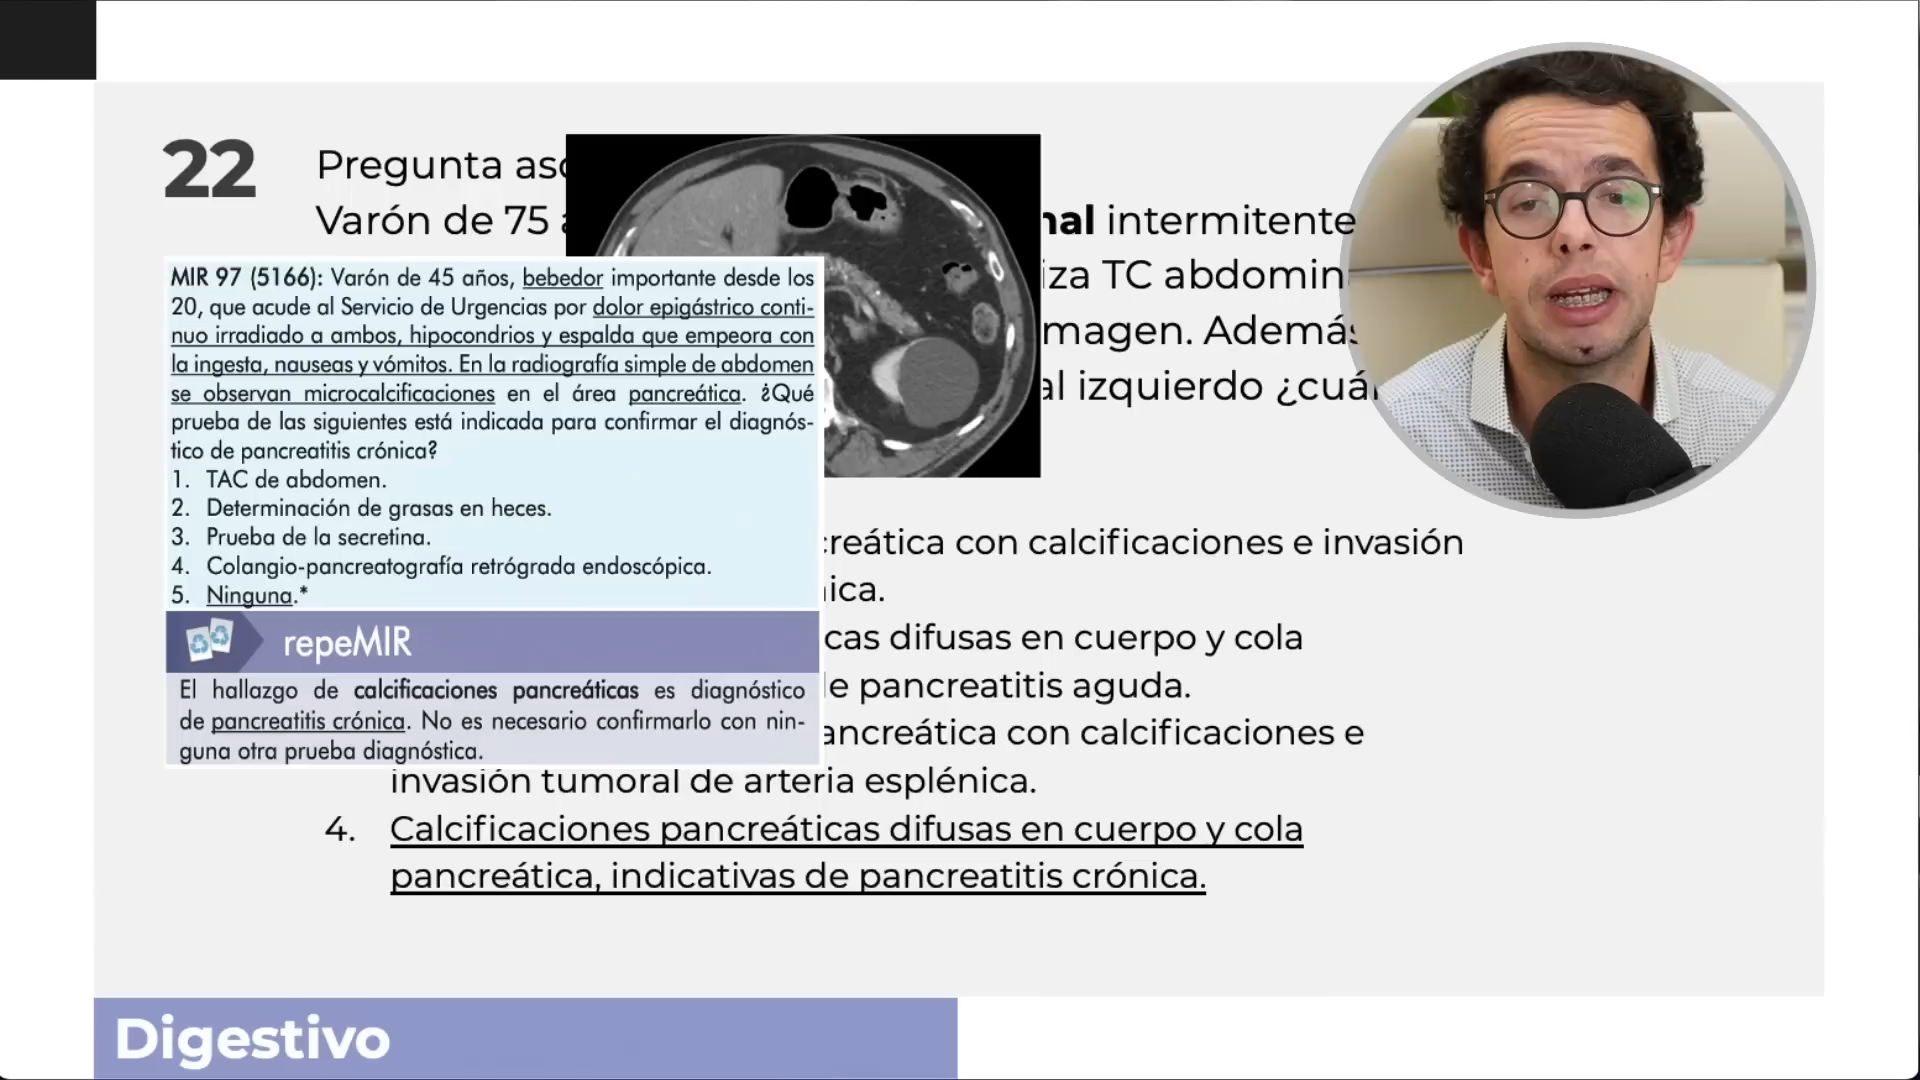 22
Pregunta
Varón de 75
nal intermitente
iza TC abdomin
magen. Además
al izquierdo ¿cuál
MIR 97 (5166): Varón de 45 años, bebedor importante desde los
20, que acude al Servicio de Urgencias por dolor epigástrico conti-
nuo irradiado a ambos, hipocondrios y espalda que empeora con
la ingesta, nauseas y vómitos. En la radiografía simple de abdomen
se observan microcalcificaciones en el área pancreática. ¿Qué
prueba de las siguientes está indicada para confirmar el diagnós-
tico de pancreatitis crónica?
1. TAC de abdomen.
2. Determinación de grasas en heces.
3. Prueba de la secretina.
4. Colangio-pancreatografía retrógrada endoscópica.
5. Ninguna.*
repeMIR
El hallazgo de calcificaciones pancreáticas es diagnóstico
de pancreatitis crónica. No es necesario confirmarlo con nin-
guna otra prueba diagnóstica.
creática con calcificaciones e invasión
ica.
cas difusas en cuerpo y cola
de pancreatitis aguda.
ancreática con calcificaciones e
invasión tumoral de arteria esplénica.
4. Calcificaciones pancreáticas difusas en cuerpo y cola
pancreática, indicativas de pancreatitis crónica.
Digestivo